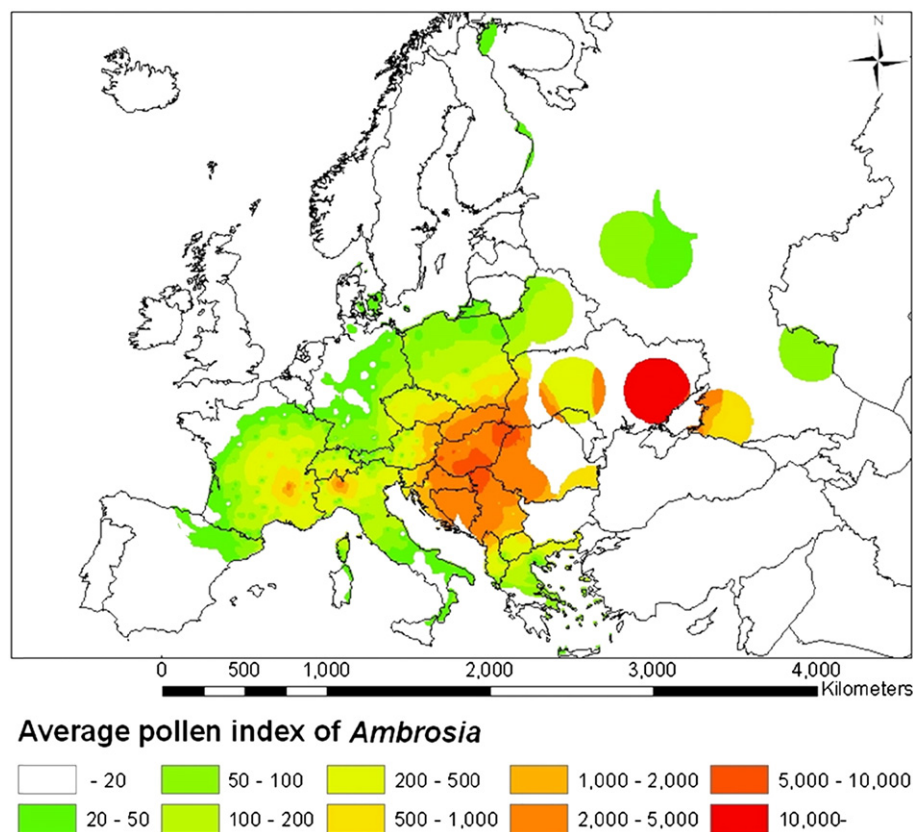 N
0 500 1,000 2,000 3,000 4,000
Kilometers
Average pollen index of Ambrosia
- 20 50 - 100 200 - 500 1,000 - 2,000 5,000 - 10,000
20 - 50 100 - 200 500 - 1,000 2,000 - 5,000 10,000-